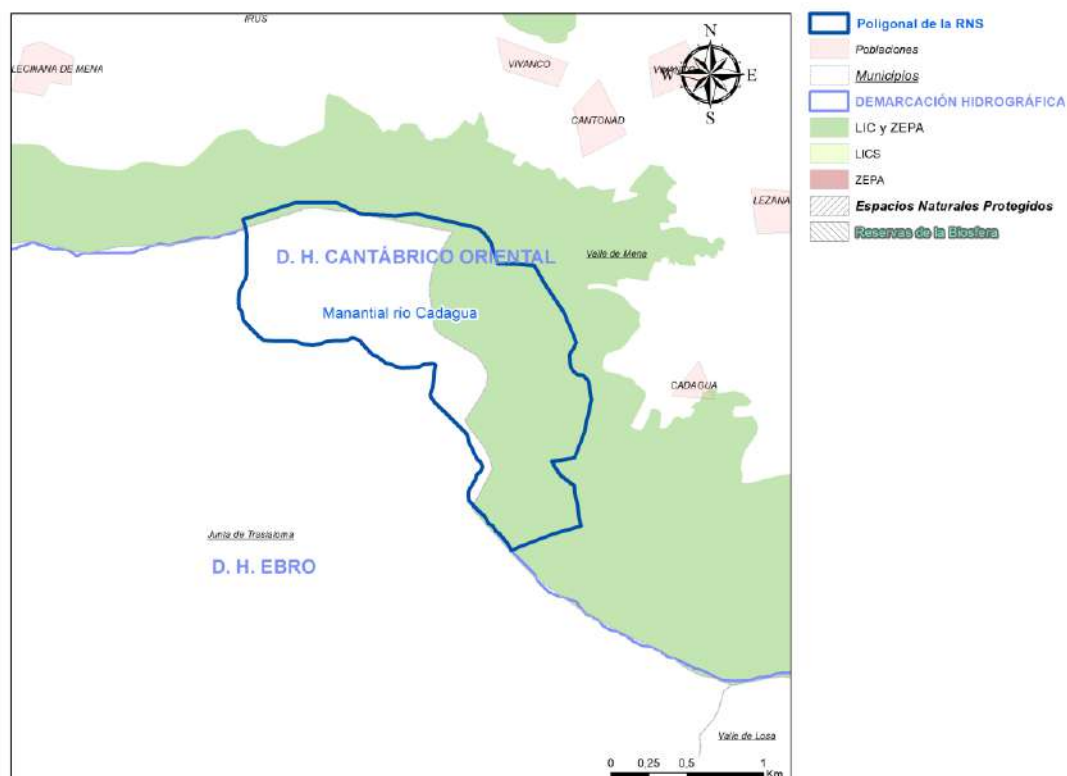 IRUS
LECIÑANA DE MENA
VIVANCO
N
W
E
S
CANTONAD
LEZANA
Valle de Mena
D. H. CANTÁBRICO ORIENTAL
Manantial río Cadagua
CADAGUA
Junta de Traslaloma
D. H. EBRO
Valle de Losa
0 0,25 0,5 1
Km
Poligonal de la RNS
Poblaciones
Municipios
DEMARCACIÓN HIDROGRÁFICA
LIC y ZEPA
LICS
ZEPA
Espacios Naturales Protegidos
Reservas de la Biosfera